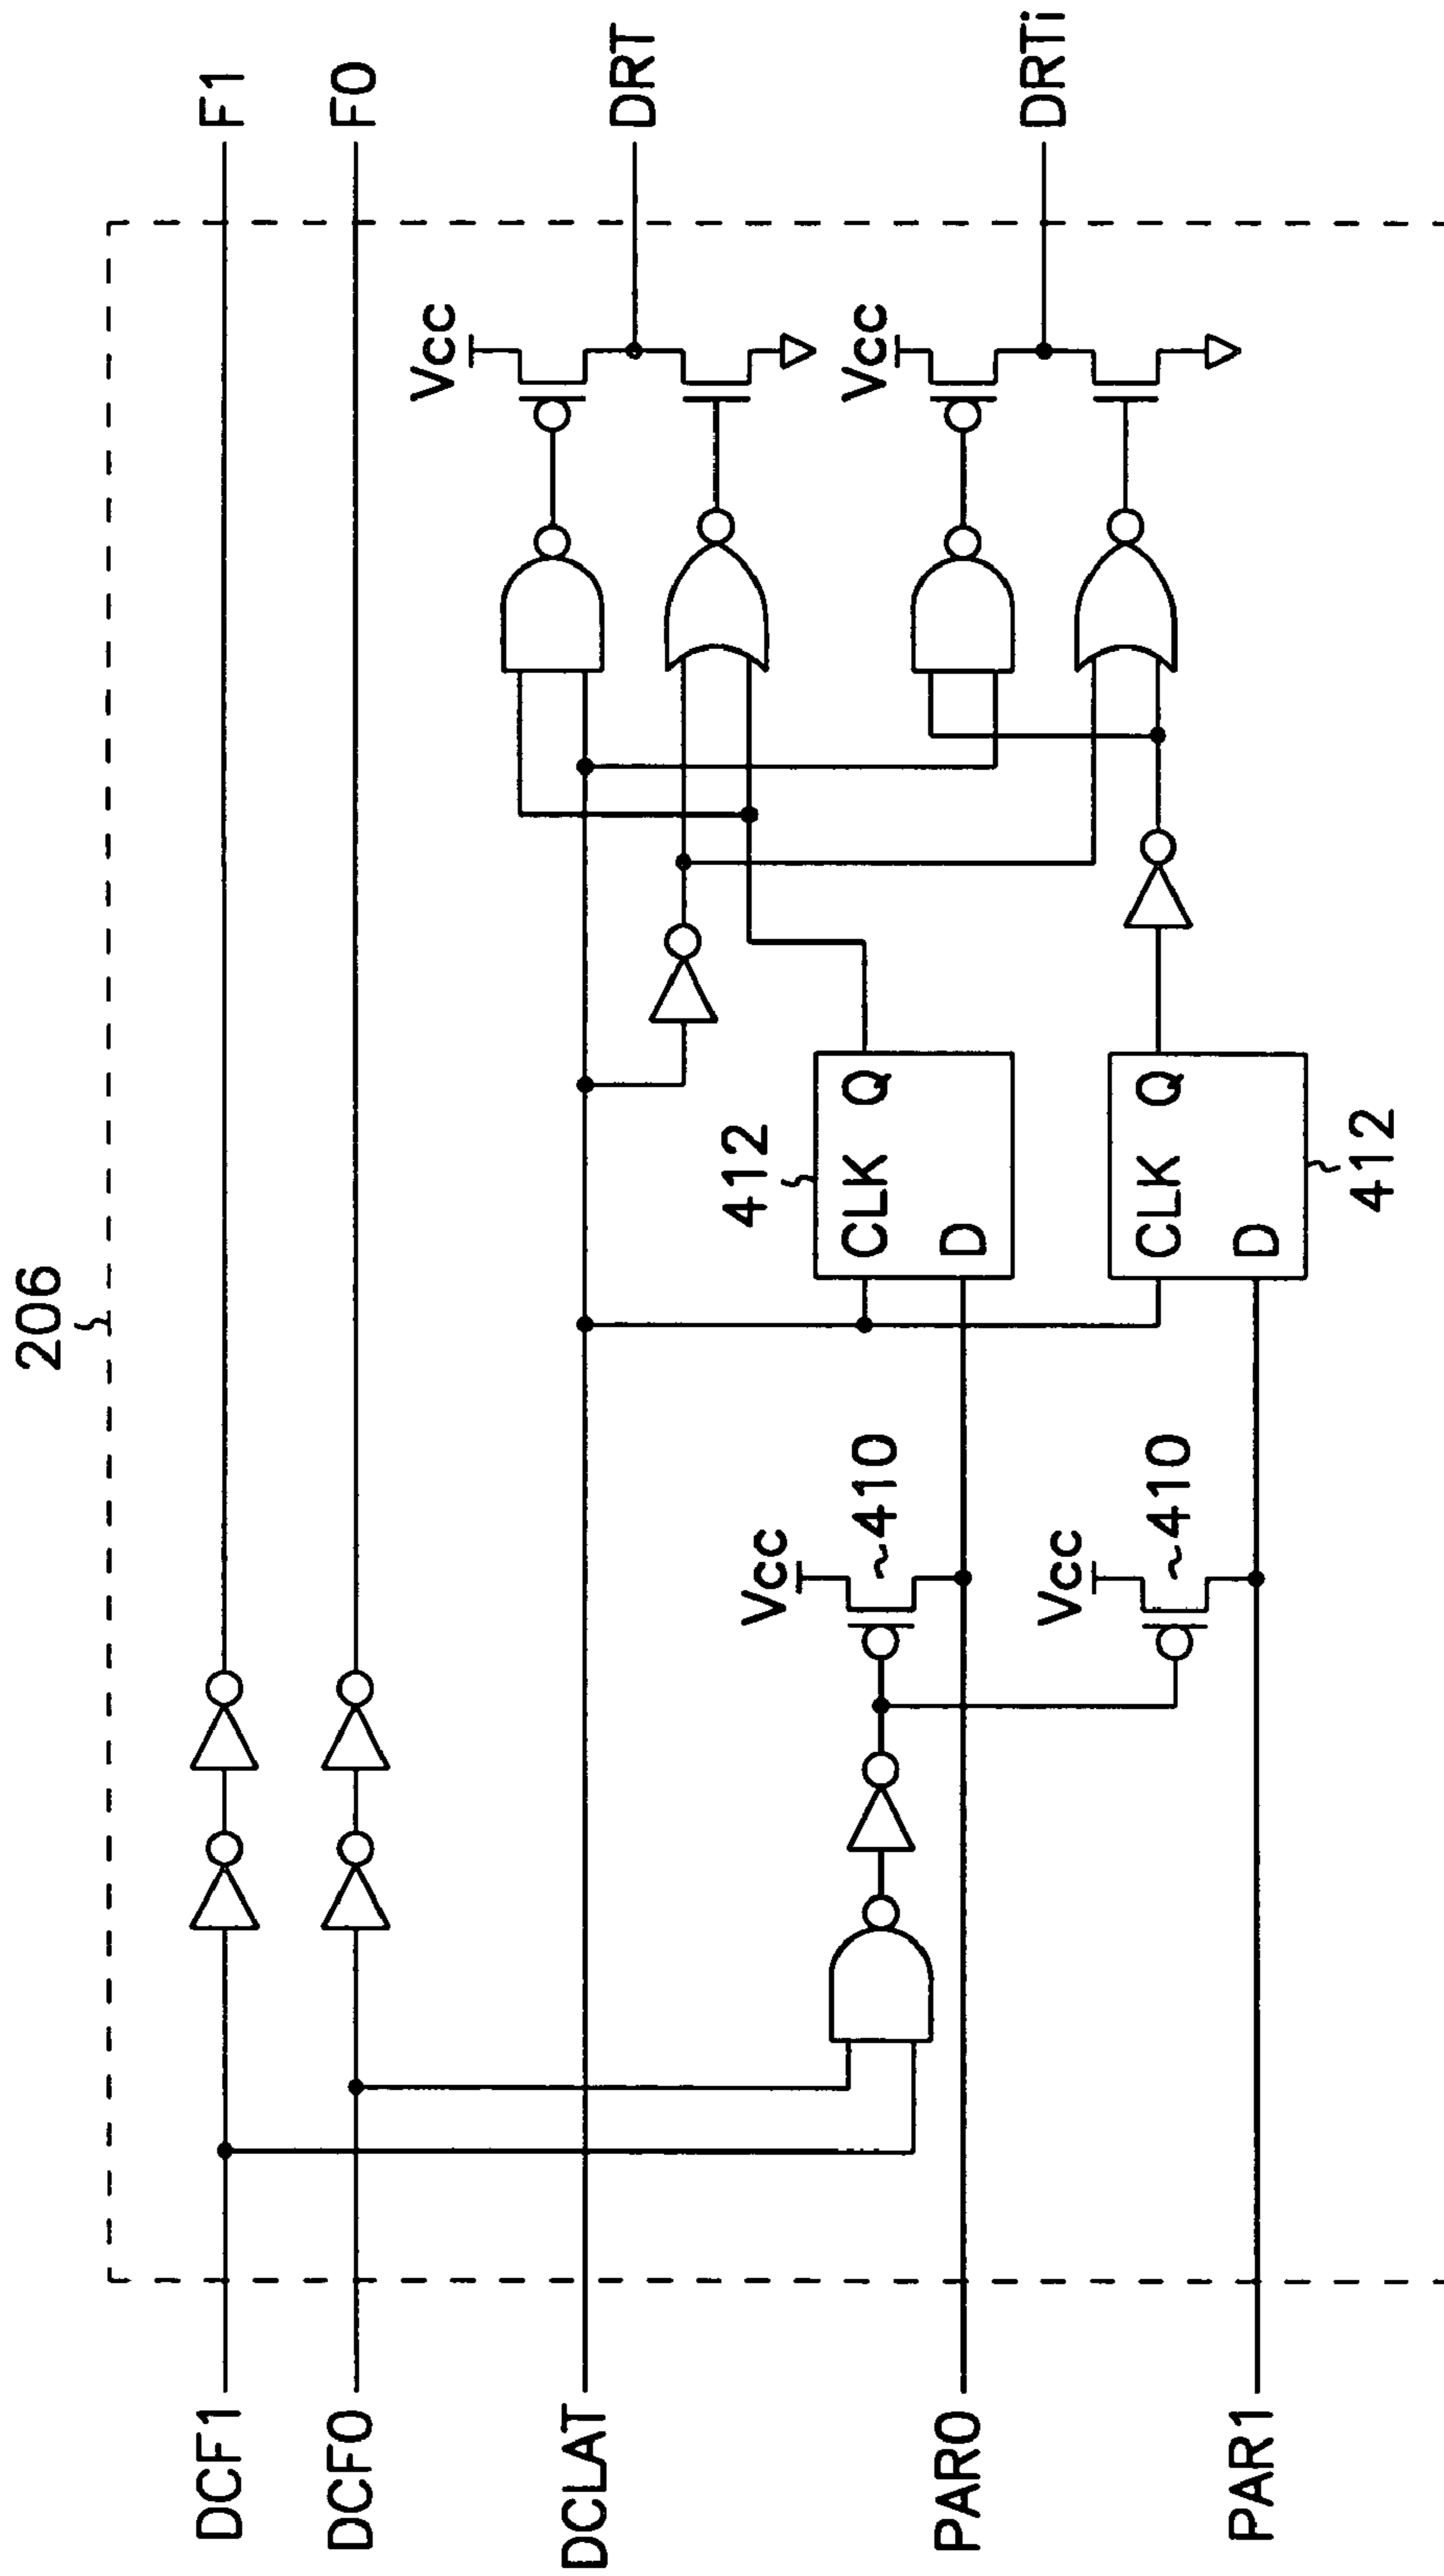 206
DCF1
F1
DCF0
F0
DCLAT
Vcc
DRT
412
CLK Q
D
Vcc
410
PAR0
Vcc
DRTi
CLK Q
D
412
Vcc
410
PAR1